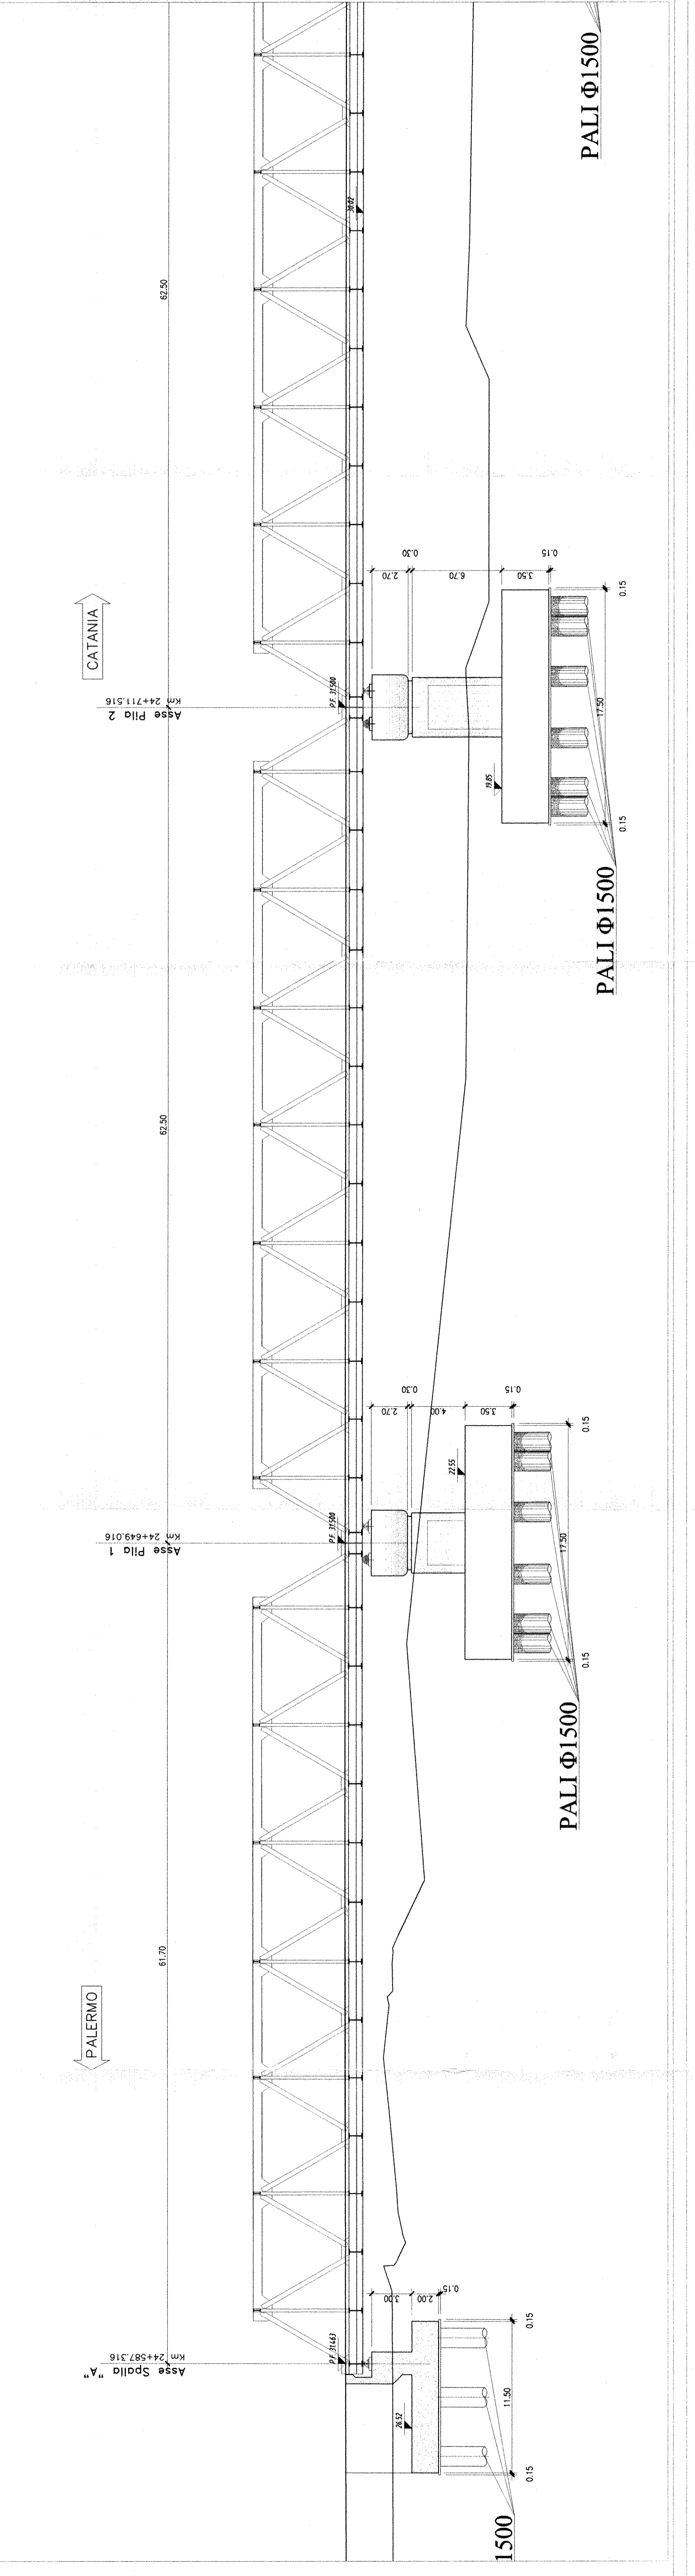 PALERMO
CATANIA
61.70
62.50
62.50
Asse Spalla "A"
Km 24+587.316
Asse Pila 1
Km 24+649.016
Asse Pila 2
Km 24+711.516
P.F. 31.463
P.F. 31.500
P.F. 31.500
30.02
26.52
3.00
2.00
0.15
0.15
11.50
0.15
1500
22.55
2.70
0.30
4.00
3.50
0.15
0.15
17.50
0.15
PALI Φ1500
19.85
2.70
0.30
6.70
3.50
0.15
0.15
17.50
0.15
PALI Φ1500
PALI Φ1500